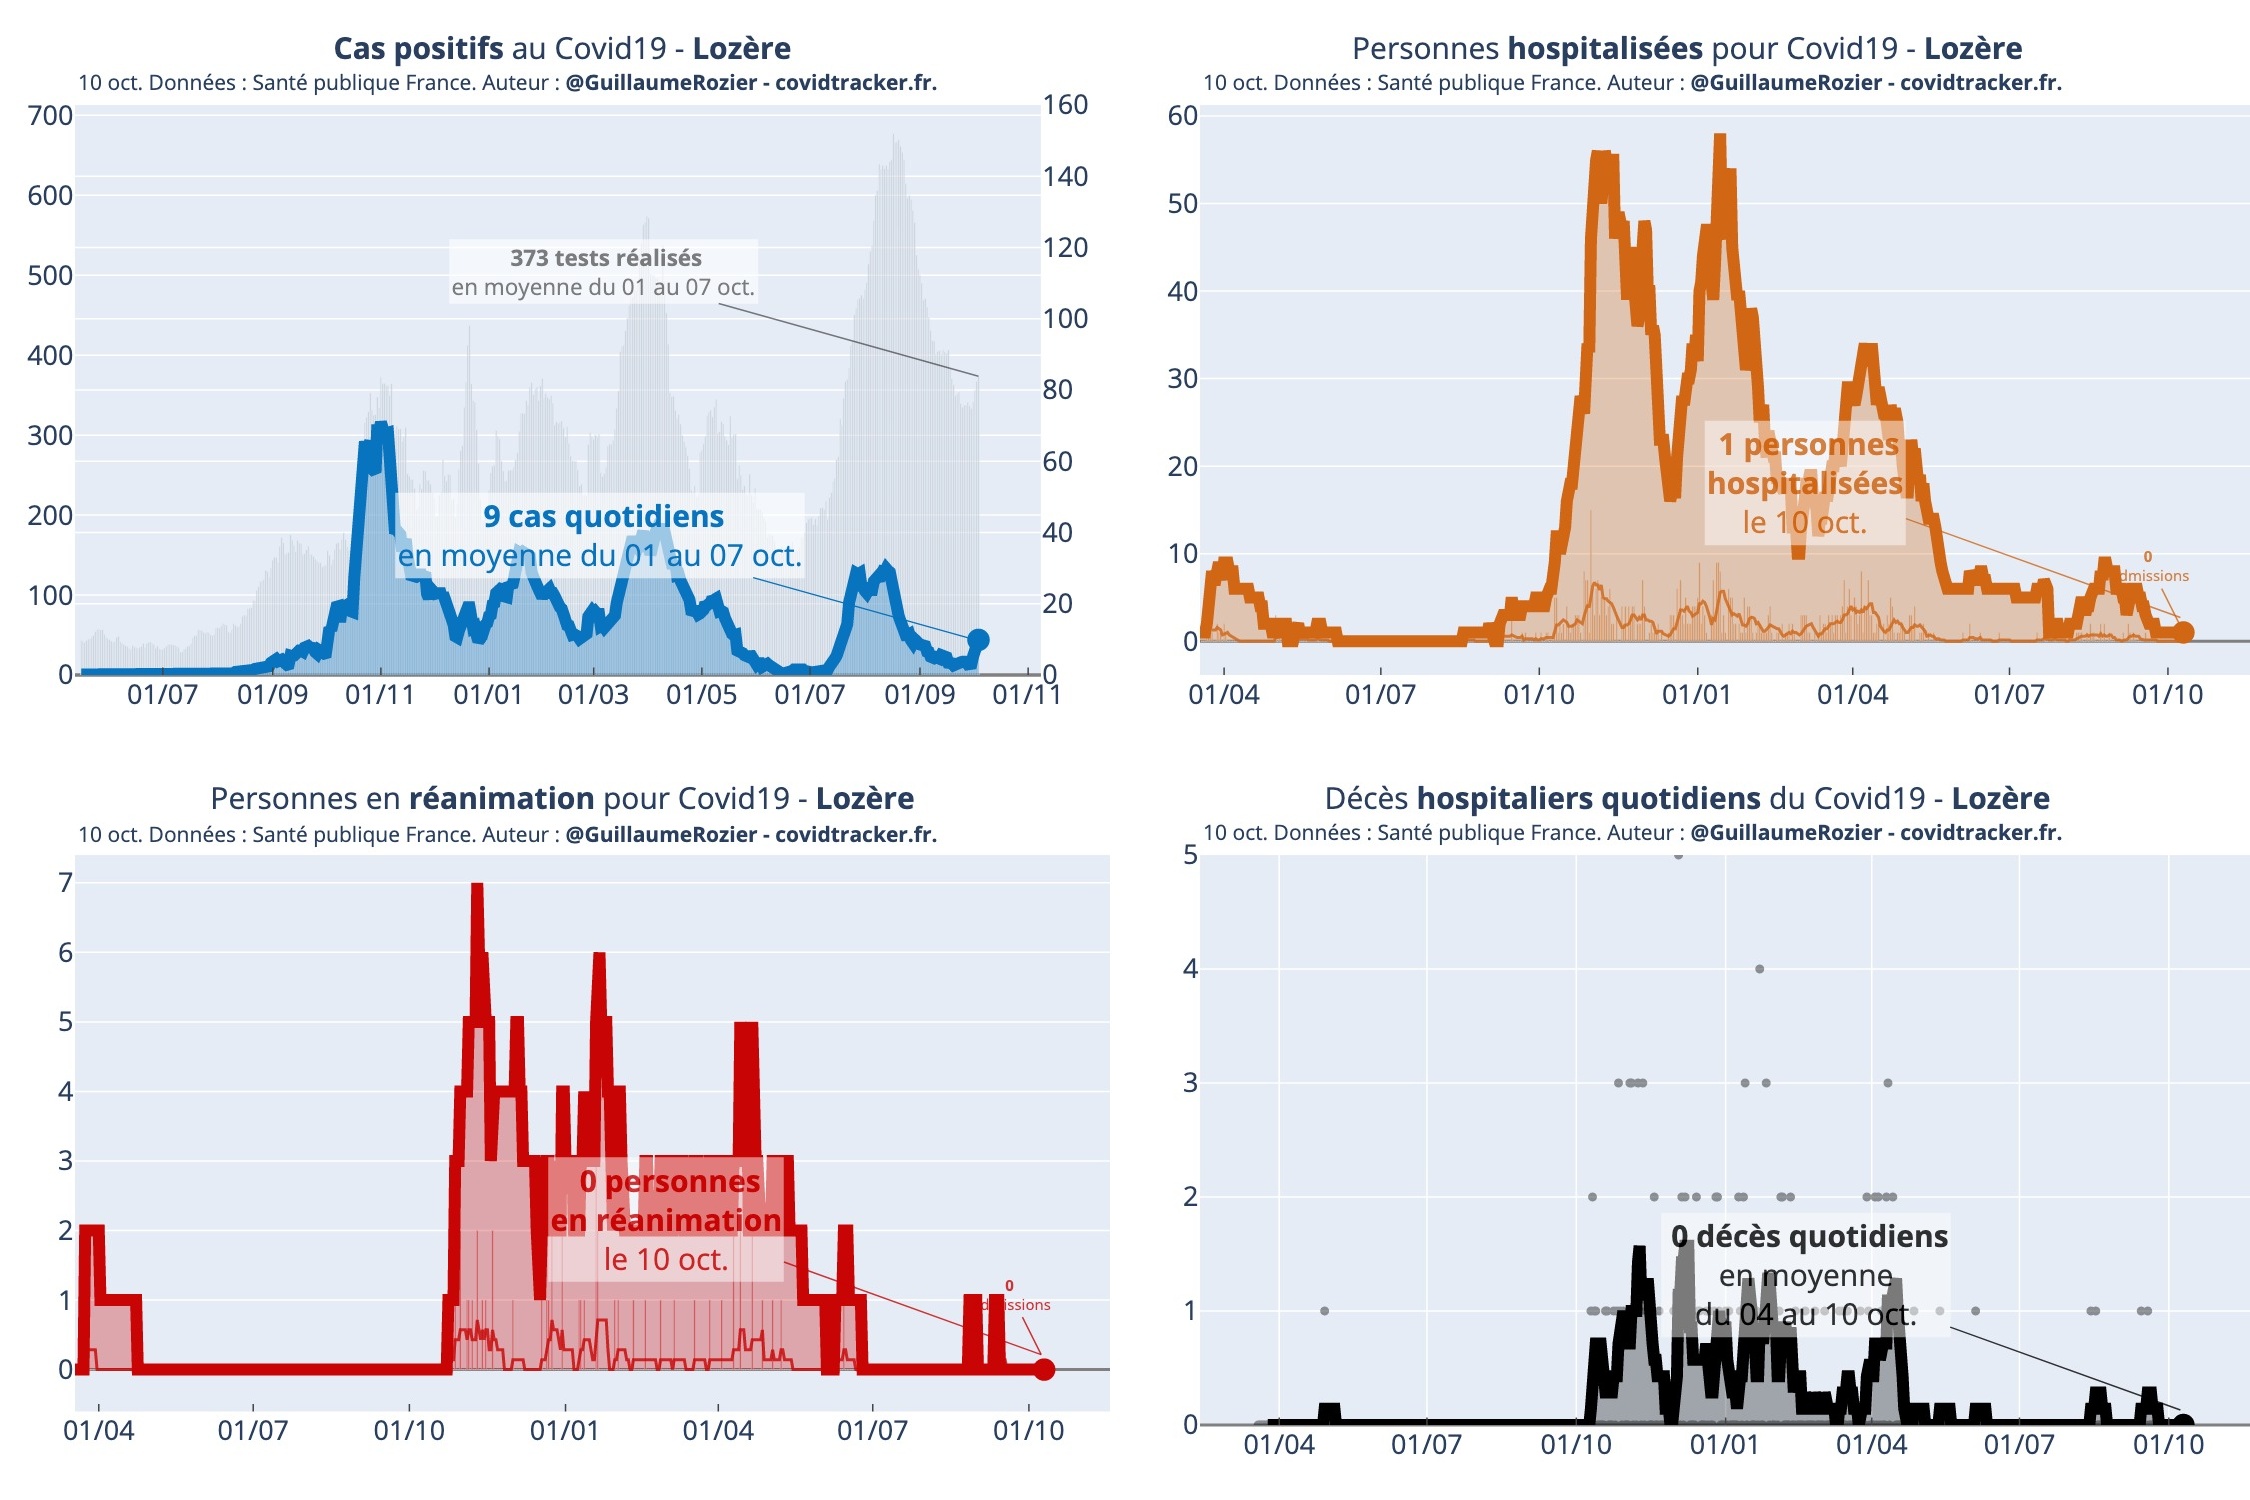 Cas positifs au Covid19 - Lozère
10 oct. Données : Santé publique France. Auteur : @GuillaumeRozier - covidtracker.fr.
700
600
500
400
300
200
100
0
160
140
120
100
80
60
40
20
0
373 tests réalisés
en moyenne du 01 au 07 oct.
9 cas quotidiens
en moyenne du 01 au 07 oct.
01/07 01/09 01/11 01/01 01/03 01/05 01/07 01/09 01/11
Personnes hospitalisées pour Covid19 - Lozère
10 oct. Données : Santé publique France. Auteur : @GuillaumeRozier - covidtracker.fr.
60
50
40
30
20
10
0
1 personnes
hospitalisées
le 10 oct.
0
admissions
01/04 01/07 01/10 01/01 01/04 01/07 01/10
Personnes en réanimation pour Covid19 - Lozère
10 oct. Données : Santé publique France. Auteur : @GuillaumeRozier - covidtracker.fr.
7
6
5
4
3
2
1
0
0 personnes
en réanimation
le 10 oct.
0
admissions
01/04 01/07 01/10 01/01 01/04 01/07 01/10
Décès hospitaliers quotidiens du Covid19 - Lozère
10 oct. Données : Santé publique France. Auteur : @GuillaumeRozier - covidtracker.fr.
5
4
3
2
1
0
0 décès quotidiens
en moyenne
du 04 au 10 oct.
01/04 01/07 01/10 01/01 01/04 01/07 01/10